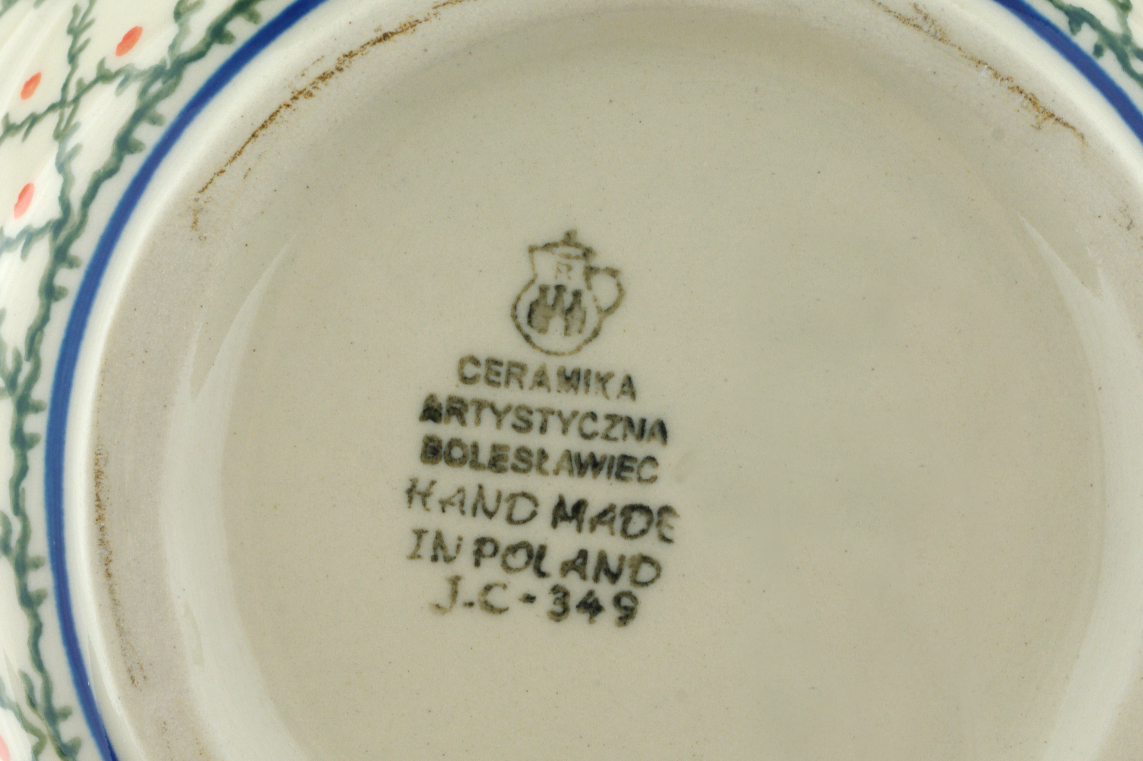 CERAMIKA
ARTYSTYCZNA
BOLESŁAWIEC
HAND MADE
IN POLAND
J.C-349